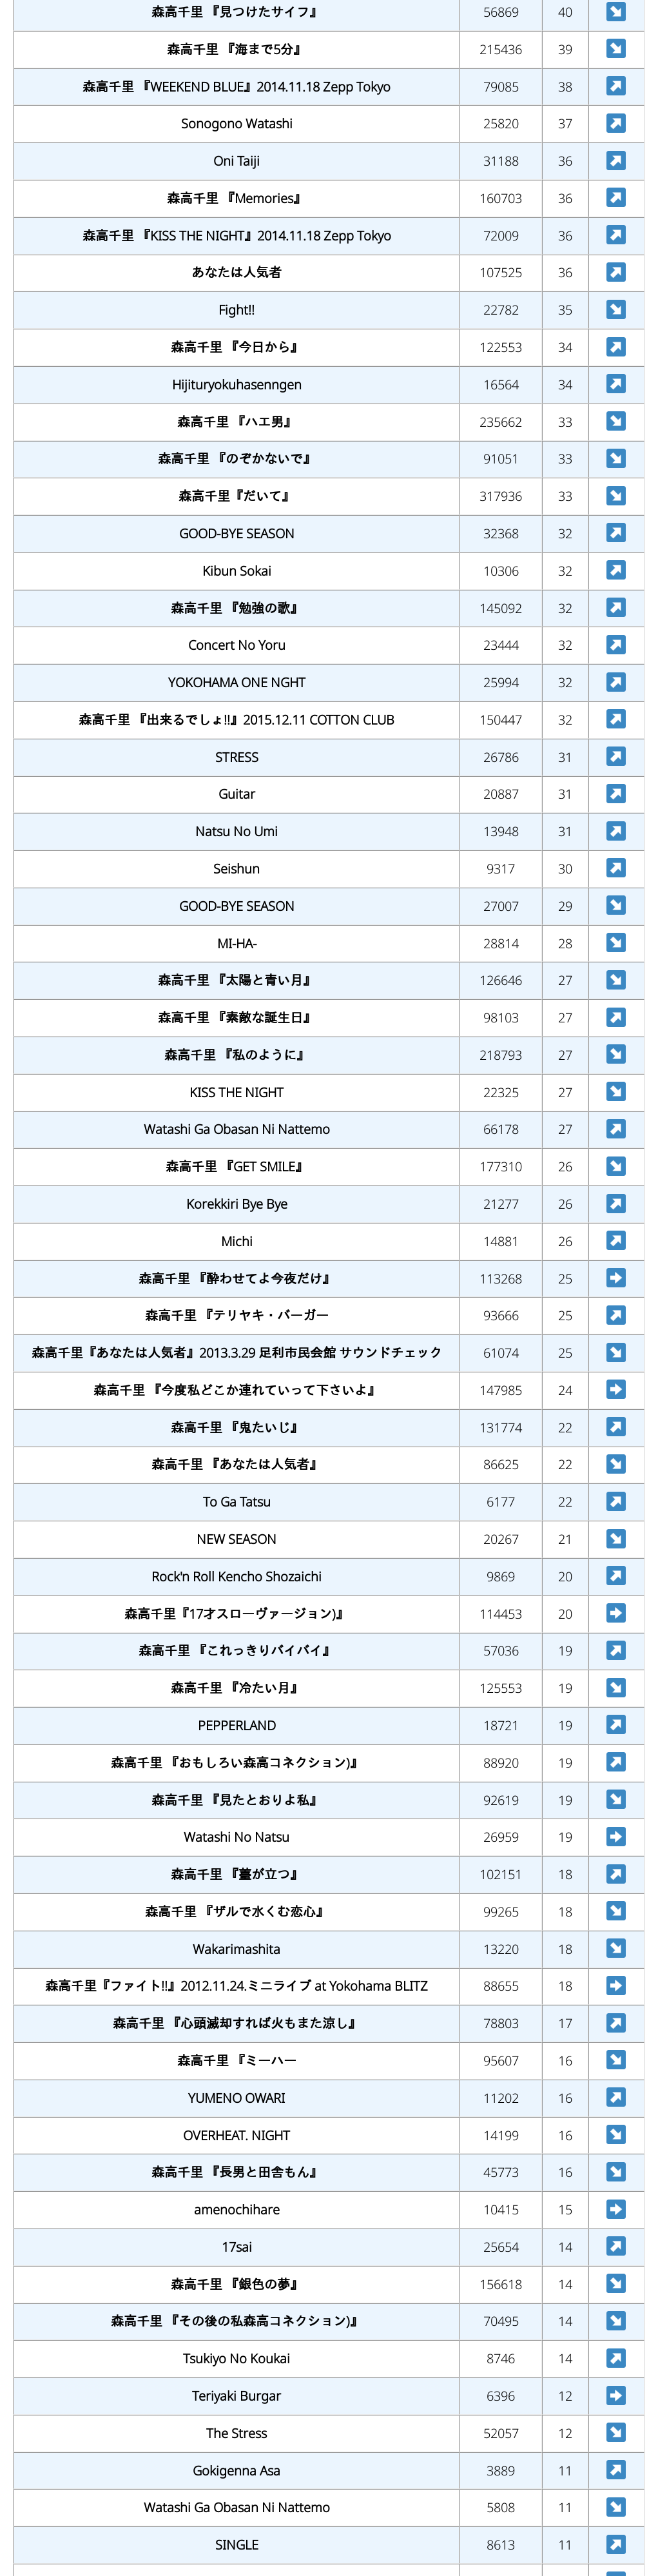 森高千里 『見つけたサイフ』 56869 40
森高千里 『海まで5分』 215436 39
森高千里 『WEEKEND BLUE』2014.11.18 Zepp Tokyo 79085 38
Sonogono Watashi 25820 37
Oni Taiji 31188 36
森高千里 『Memories』 160703 36
森高千里 『KISS THE NIGHT』2014.11.18 Zepp Tokyo 72009 36
あなたは人気者 107525 36
Fight!! 22782 35
森高千里 『今日から』 122553 34
Hijituryokuhasenngen 16564 34
森高千里 『ハエ男』 235662 33
森高千里 『のぞかないで』 91051 33
森高千里『だいて』 317936 33
GOOD-BYE SEASON 32368 32
Kibun Sokai 10306 32
森高千里 『勉強の歌』 145092 32
Concert No Yoru 23444 32
YOKOHAMA ONE NGHT 25994 32
森高千里 『出来るでしょ!!』2015.12.11 COTTON CLUB 150447 32
STRESS 26786 31
Guitar 20887 31
Natsu No Umi 13948 31
Seishun 9317 30
GOOD-BYE SEASON 27007 29
MI-HA- 28814 28
森高千里 『太陽と青い月』 126646 27
森高千里 『素敵な誕生日』 98103 27
森高千里 『私のように』 218793 27
KISS THE NIGHT 22325 27
Watashi Ga Obasan Ni Nattemo 66178 27
森高千里 『GET SMILE』 177310 26
Korekkiri Bye Bye 21277 26
Michi 14881 26
森高千里 『酔わせてよ今夜だけ』 113268 25
森高千里 『テリヤキ・バーガー 93666 25
森高千里『あなたは人気者』2013.3.29 足利市民会館 サウンドチェック 61074 25
森高千里 『今度私どこか連れていって下さいよ』 147985 24
森高千里 『鬼たいじ』 131774 22
森高千里 『あなたは人気者』 86625 22
To Ga Tatsu 6177 22
NEW SEASON 20267 21
Rock'n Roll Kencho Shozaichi 9869 20
森高千里『17才スローヴァージョン)』 114453 20
森高千里 『これっきりバイバイ』 57036 19
森高千里 『冷たい月』 125553 19
PEPPERLAND 18721 19
森高千里 『おもしろい森高コネクション)』 88920 19
森高千里 『見たとおりよ私』 92619 19
Watashi No Natsu 26959 19
森高千里 『薹が立つ』 102151 18
森高千里 『ザルで水くむ恋心』 99265 18
Wakarimashita 13220 18
森高千里『ファイト!!』2012.11.24.ミニライブ at Yokohama BLITZ 88655 18
森高千里 『心頭滅却すれば火もまた涼し』 78803 17
森高千里 『ミーハー 95607 16
YUMENO OWARI 11202 16
OVERHEAT. NIGHT 14199 16
森高千里 『長男と田舎もん』 45773 16
amenochihare 10415 15
17sai 25654 14
森高千里 『銀色の夢』 156618 14
森高千里 『その後の私森高コネクション)』 70495 14
Tsukiyo No Koukai 8746 14
Teriyaki Burgar 6396 12
The Stress 52057 12
Gokigenna Asa 3889 11
Watashi Ga Obasan Ni Nattemo 5808 11
SINGLE 8613 11